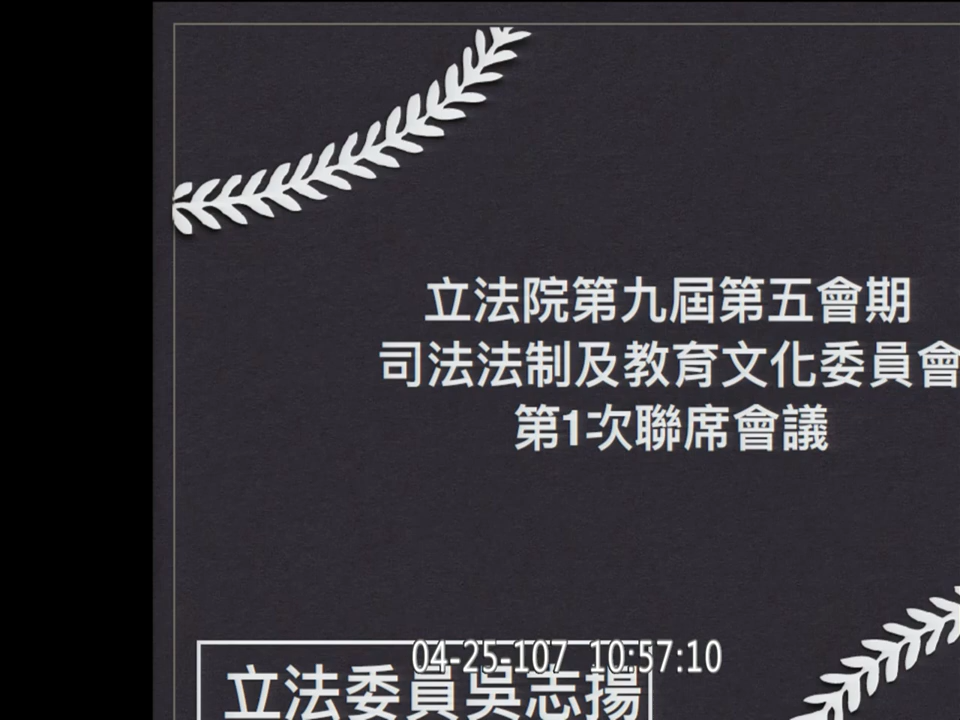 立法院第九屆第五會期
司法法制及教育文化委員會
第1次聯席會議
04-25-107 10:57:10
立法委員吳志揚